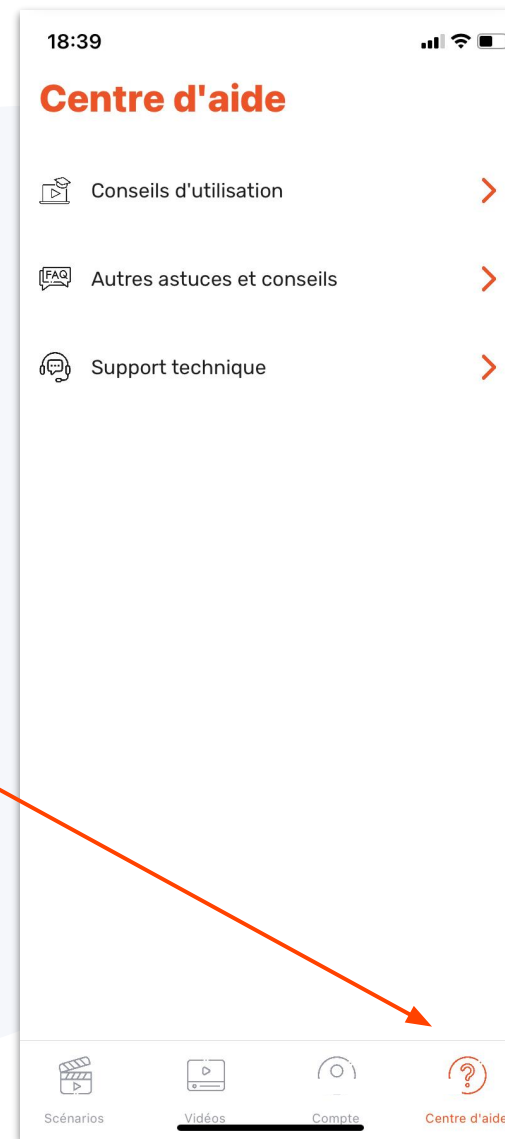 18:39
Centre d'aide
Conseils d'utilisation
FAQ
Autres astuces et conseils
Support technique
Scénarios
Vidéos
Compte
Centre d'aide